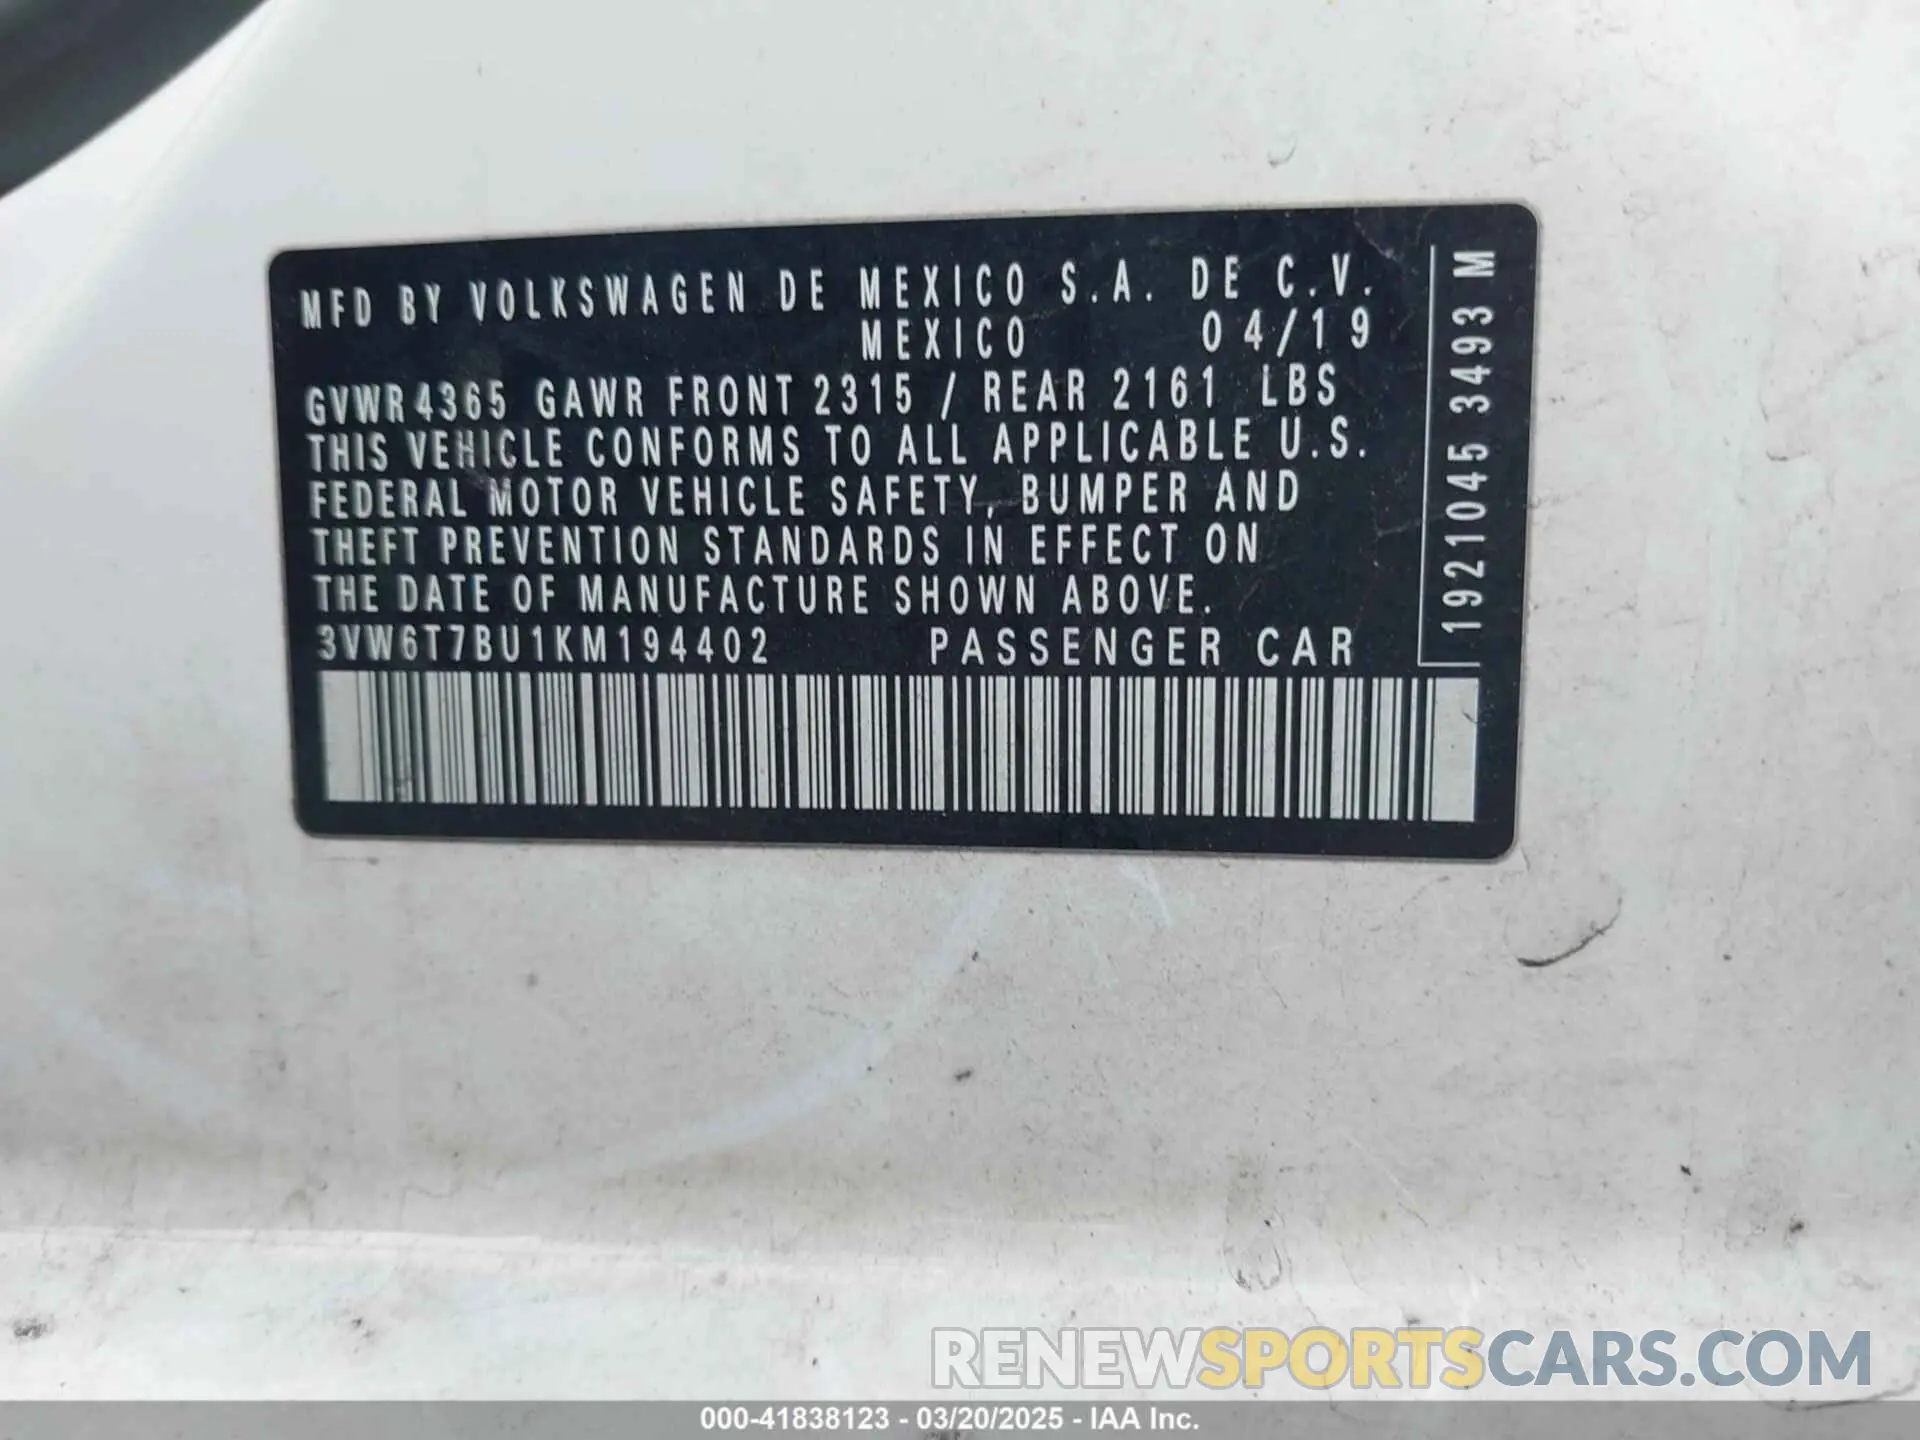 MFD BY VOLKSWAGEN DE MEXICO S.A. DE C.V.
MEXICO 04/19
GVWR 4365 GAWR FRONT 2315 / REAR 2161 LBS
THIS VEHICLE CONFORMS TO ALL APPLICABLE U.S.
FEDERAL MOTOR VEHICLE SAFETY, BUMPER AND
THEFT PREVENTION STANDARDS IN EFFECT ON
THE DATE OF MANUFACTURE SHOWN ABOVE.
3VW6T7BU1KM194402 PASSENGER CAR
1921045 3493 M
RENEWSPORTSCARS.COM
000-41838123 - 03/20/2025 - IAA Inc.